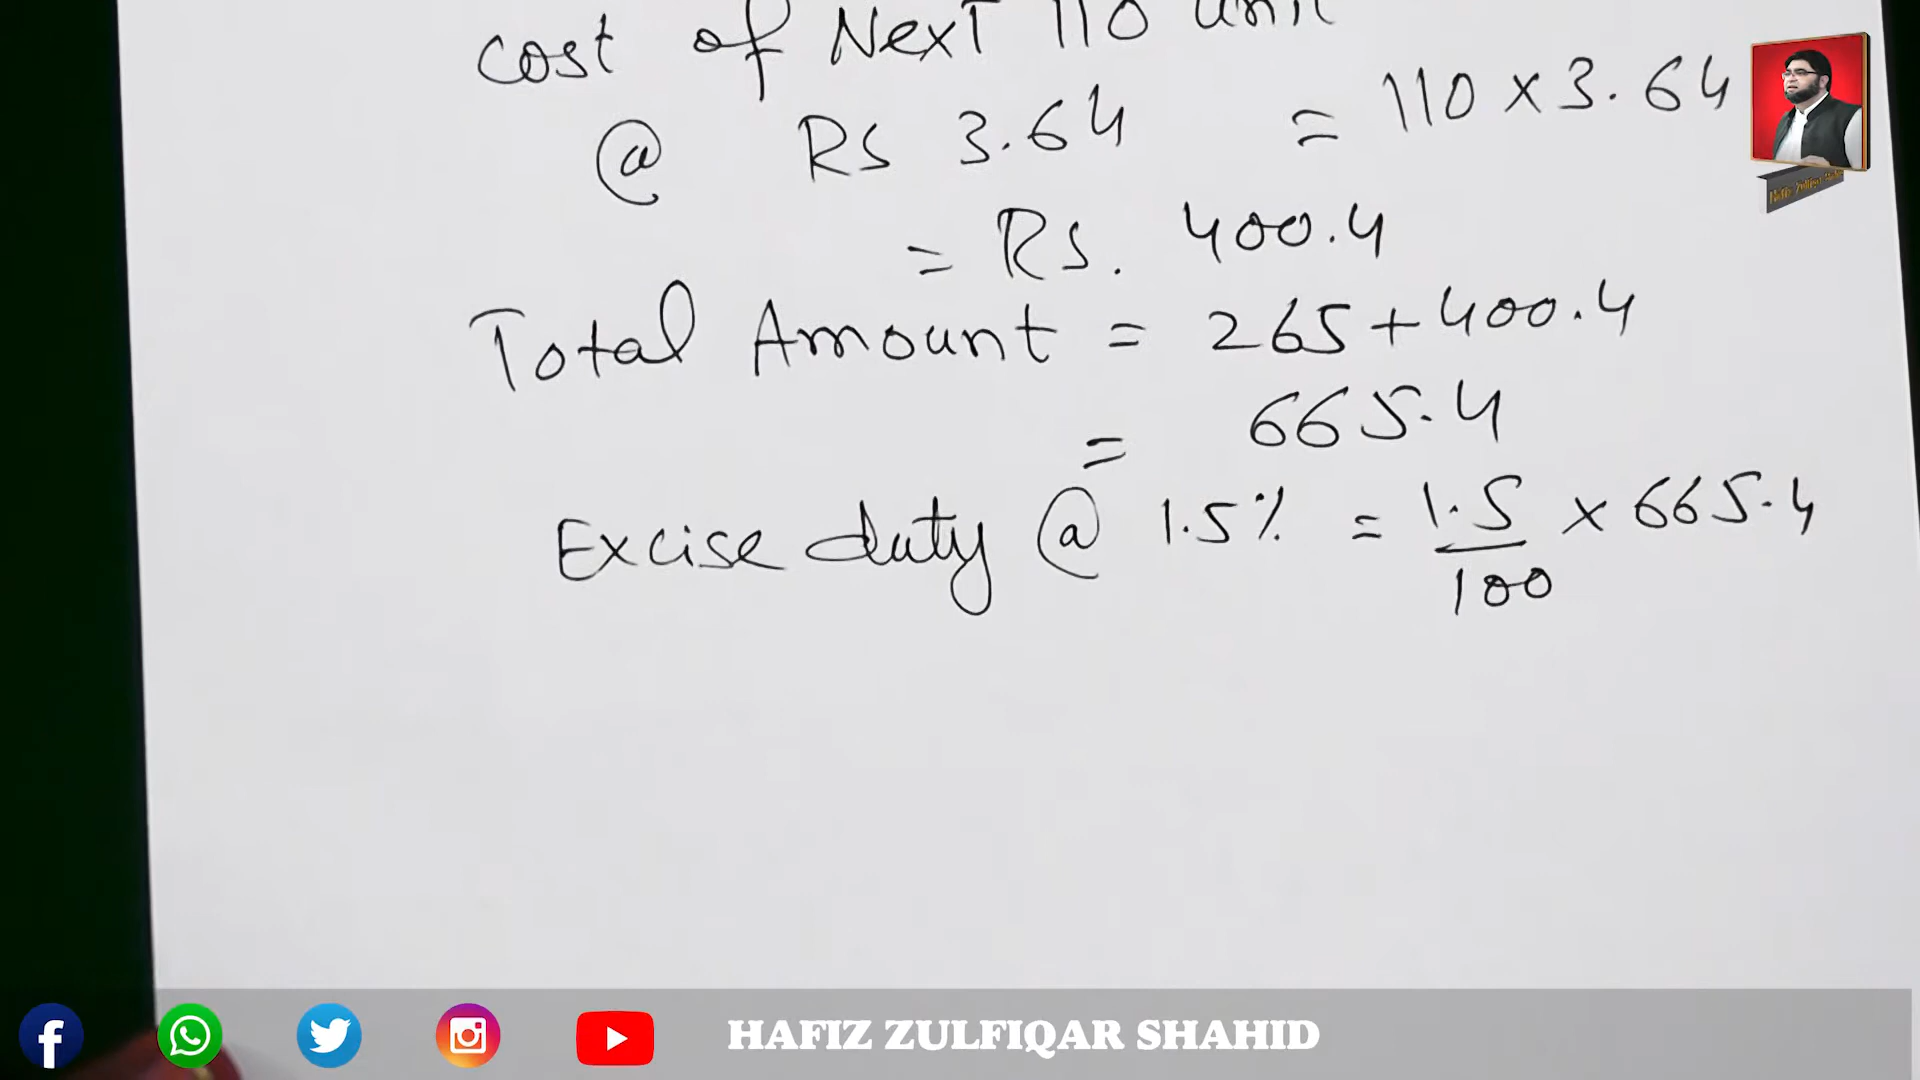 Cost of Next 110 unit
@ RS 3.64 = 110 x 3.64
= Rs. 400.4
Total Amount = 265 + 400.4
= 665.4
Excise duty @ 1.5% = 1.5/100 x 665.4
HAFIZ ZULFIQAR SHAHID